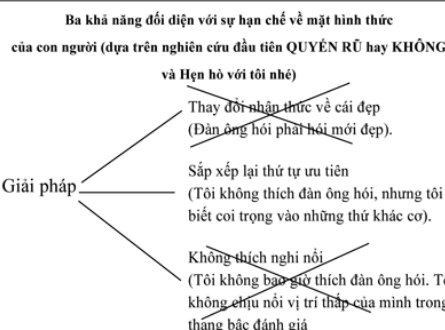 Ba khả năng đối diện với sự hạn chế về mặt hình thức
của con người (dựa trên nghiên cứu đầu tiên QUYẾN RŨ hay KHÔNG
và Hẹn hò với tôi nhé)
Thay đổi nhận thức về cái đẹp
(Đàn ông hói phải hói mới đẹp).
Giải pháp
Sắp xếp lại thứ tự ưu tiên
(Tôi không thích đàn ông hói, nhưng tôi
biết coi trọng vào những thứ khác cơ).
Không thích nghi nổi
(Tôi không bao giờ thích đàn ông hói. T
không chịu nổi vị trí thấp của mình trong
thang bậc đánh giá